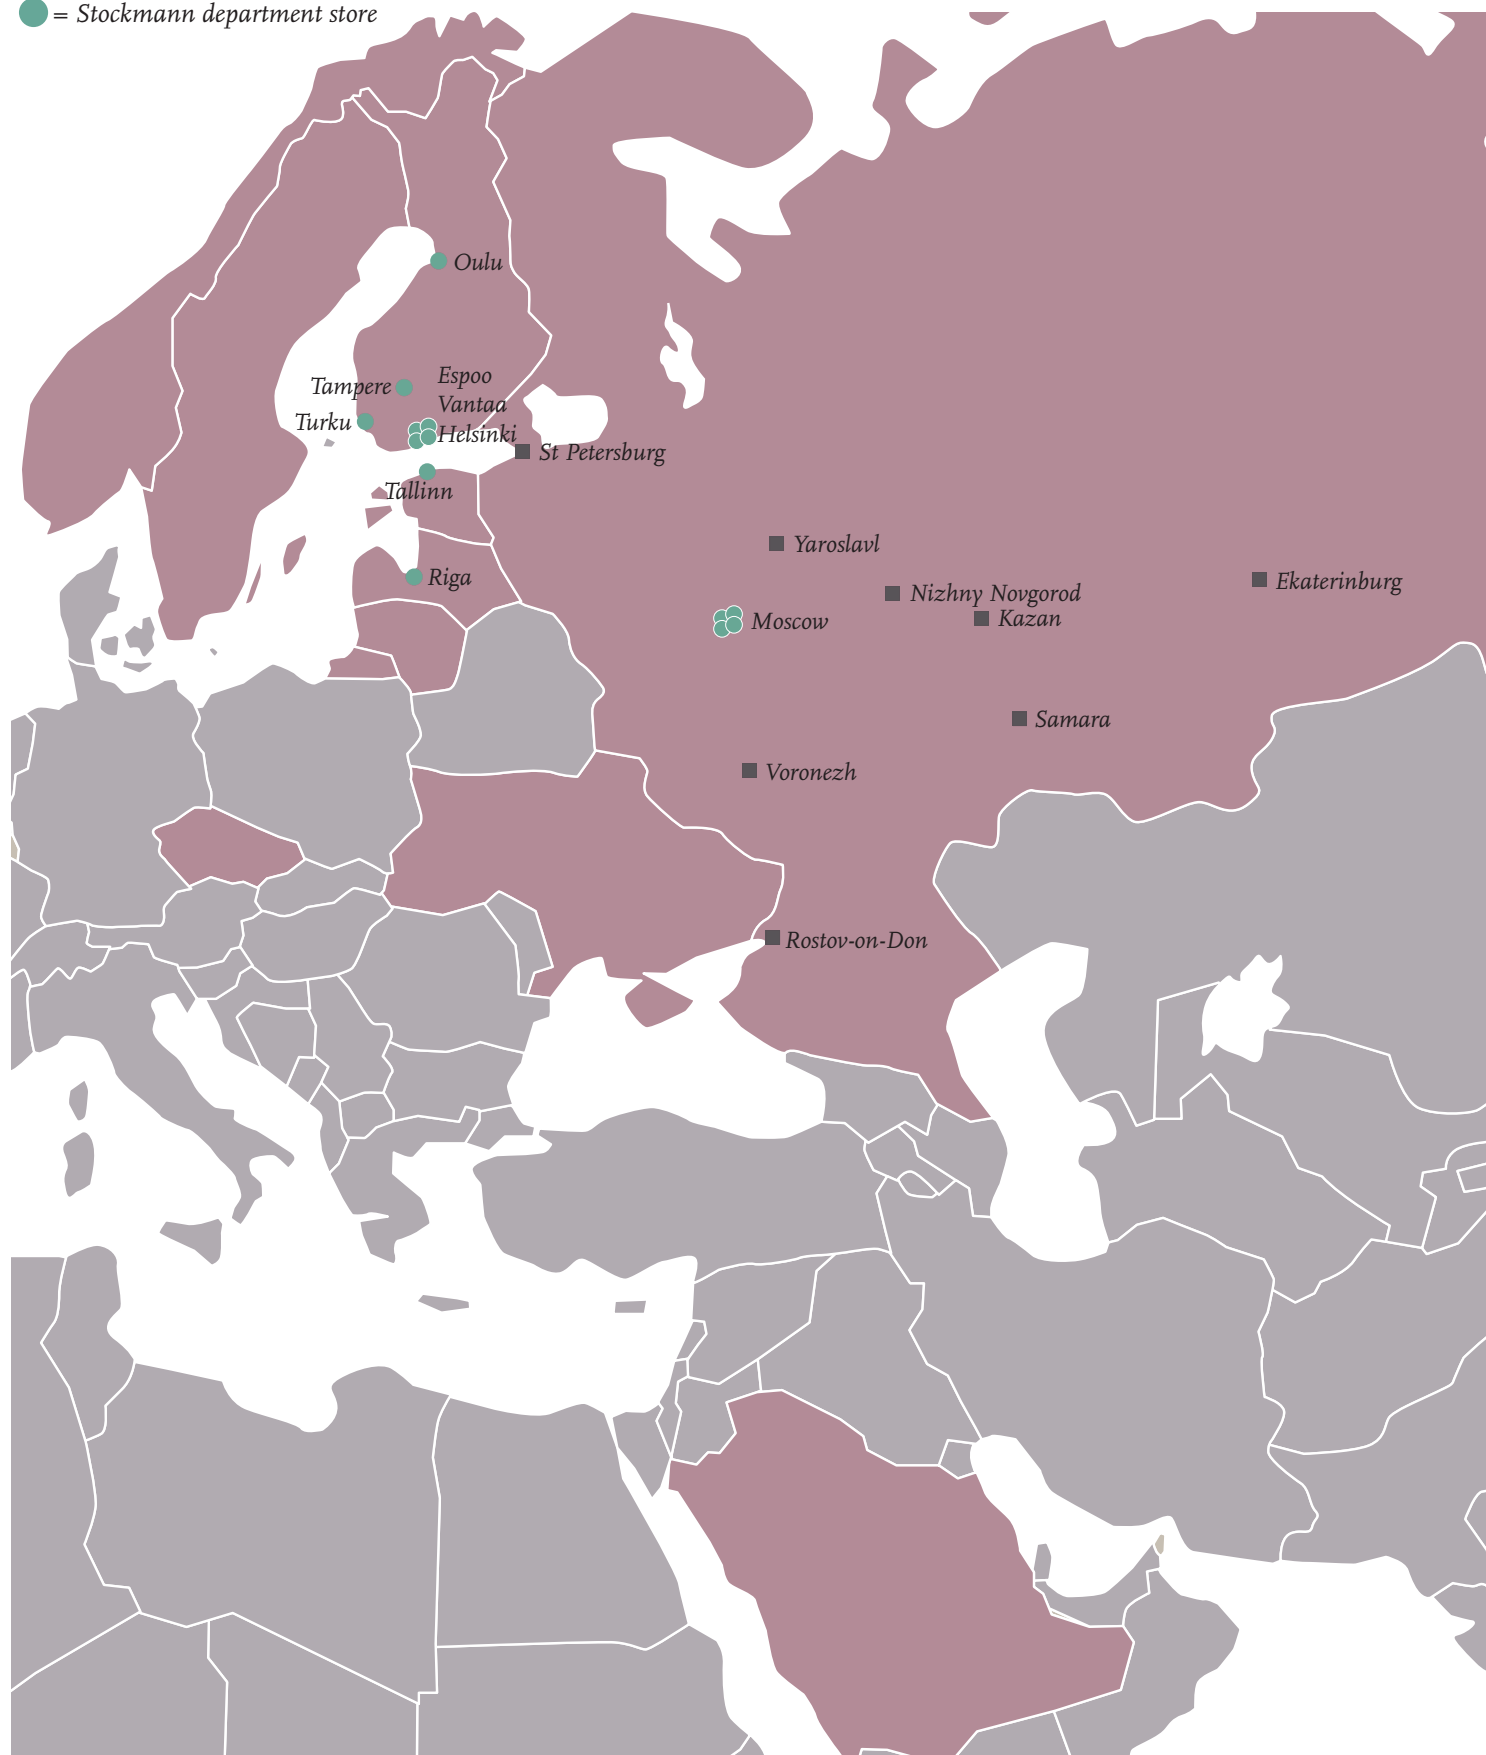 = Stockmann department store
Oulu
Espoo
Tampere
Vantaa
Turku
Helsinki
St Petersburg
Tallinn
Yaroslavl
Riga
Ekaterinburg
Nizhny Novgorod
Kazan
Moscow
Samara
Voronezh
Rostov-on-Don